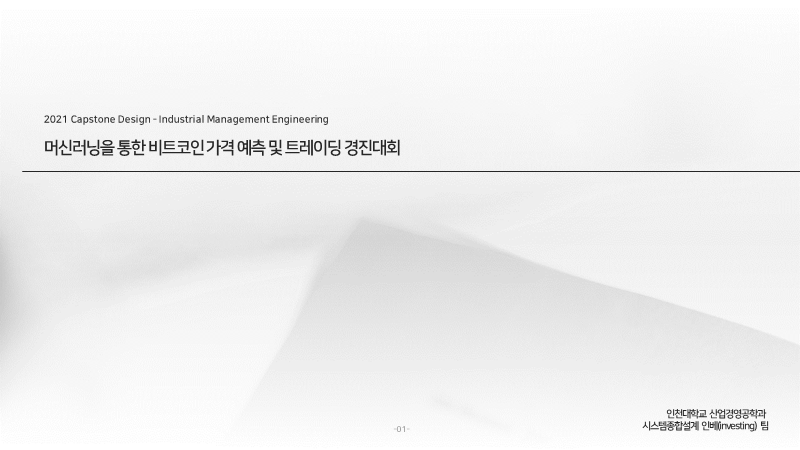 2021 Capstone Design - Industrial Management Engineering
머신러닝을 통한 비트코인 가격 예측 및 트레이딩 경진대회
인천대학교 산업경영공학과
시스템종합설계 인베(investing) 팀
-01-